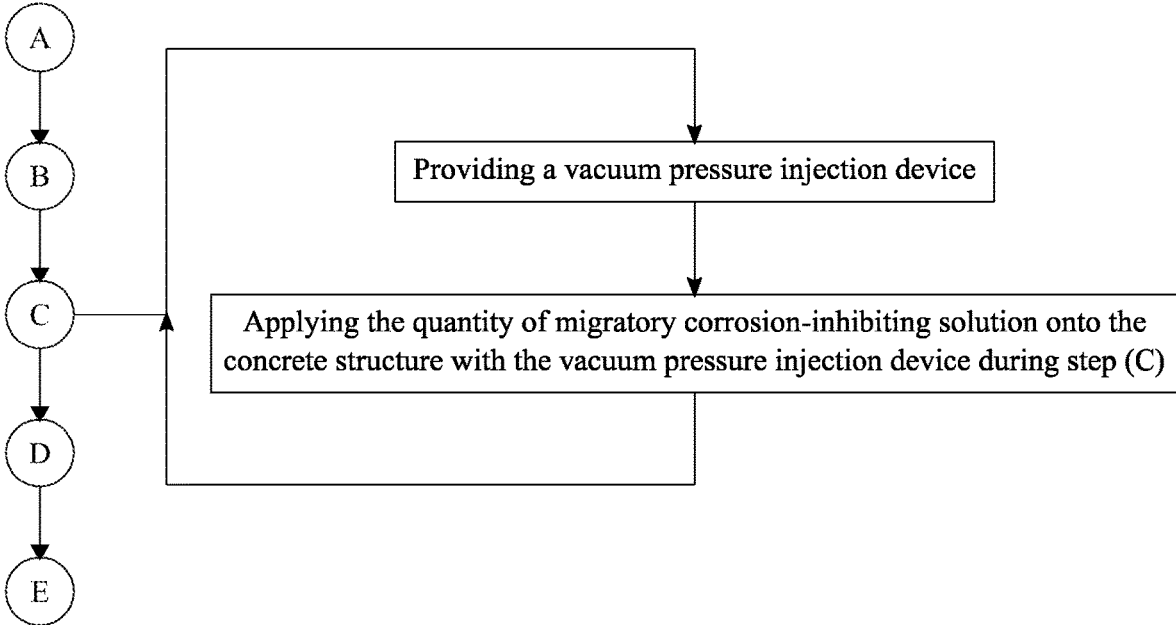 A
B
C
D
E
Providing a vacuum pressure injection device
Applying the quantity of migratory corrosion-inhibiting solution onto the
concrete structure with the vacuum pressure injection device during step (C)